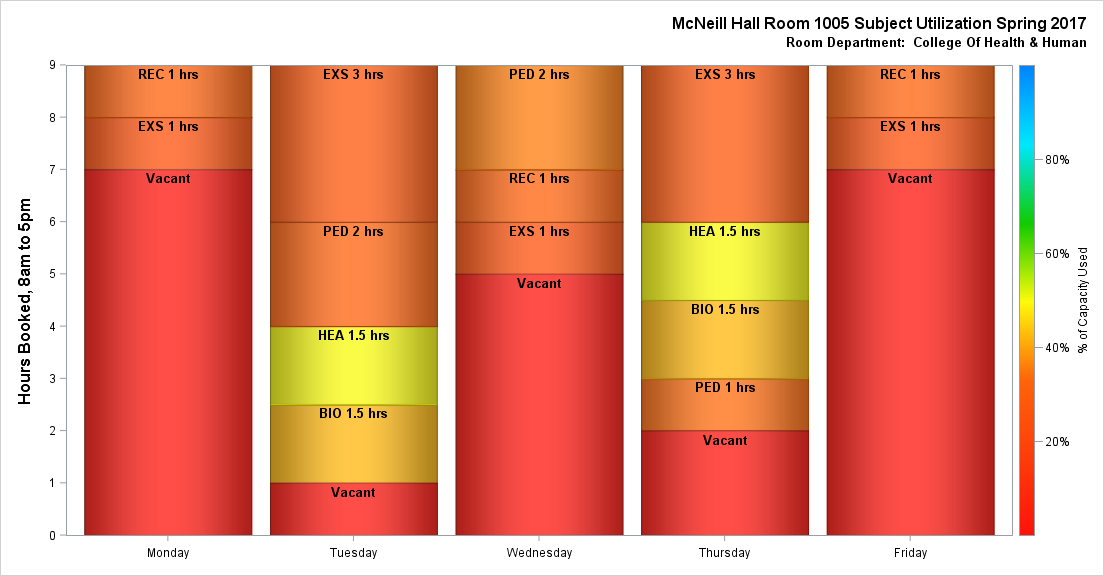 McNeill Hall Room 1005 Subject Utilization Spring 2017
Room Department: College Of Health & Human
Hours Booked, 8am to 5pm
9
8
7
6
5
4
3
2
1
0
REC 1 hrs
EXS 1 hrs
Vacant
EXS 3 hrs
PED 2 hrs
HEA 1.5 hrs
BIO 1.5 hrs
Vacant
PED 2 hrs
REC 1 hrs
EXS 1 hrs
Vacant
EXS 3 hrs
HEA 1.5 hrs
BIO 1.5 hrs
PED 1 hrs
Vacant
REC 1 hrs
EXS 1 hrs
Vacant
Monday
Tuesday
Wednesday
Thursday
Friday
80%
60%
40%
20%
% of Capacity Used